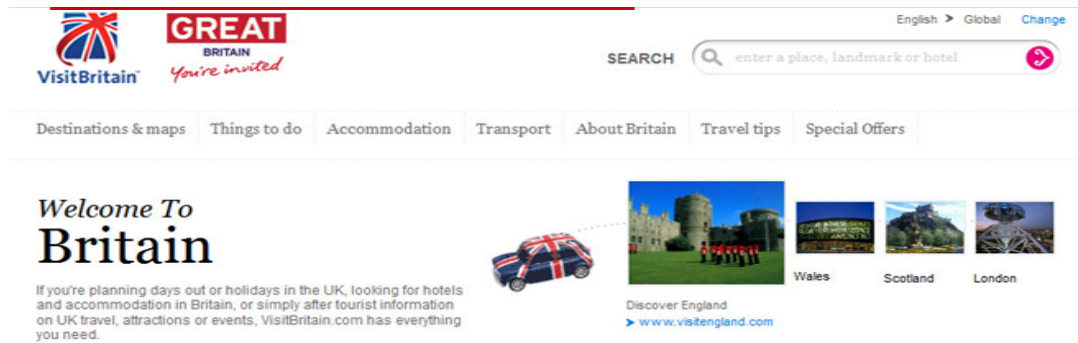 English > Global Change
GREAT
BRITAIN
You're invited
VisitBritain™
SEARCH enter a place, landmark or hotel
Destinations & maps Things to do Accommodation Transport About Britain Travel tips Special Offers
Welcome To
Britain
If you're planning days out or holidays in the UK, looking for hotels
and accommodation in Britain, or simply after tourist information
on UK travel, attractions or events, VisitBritain.com has everything
you need.
Wales Scotland London
Discover England
> www.visitengland.com